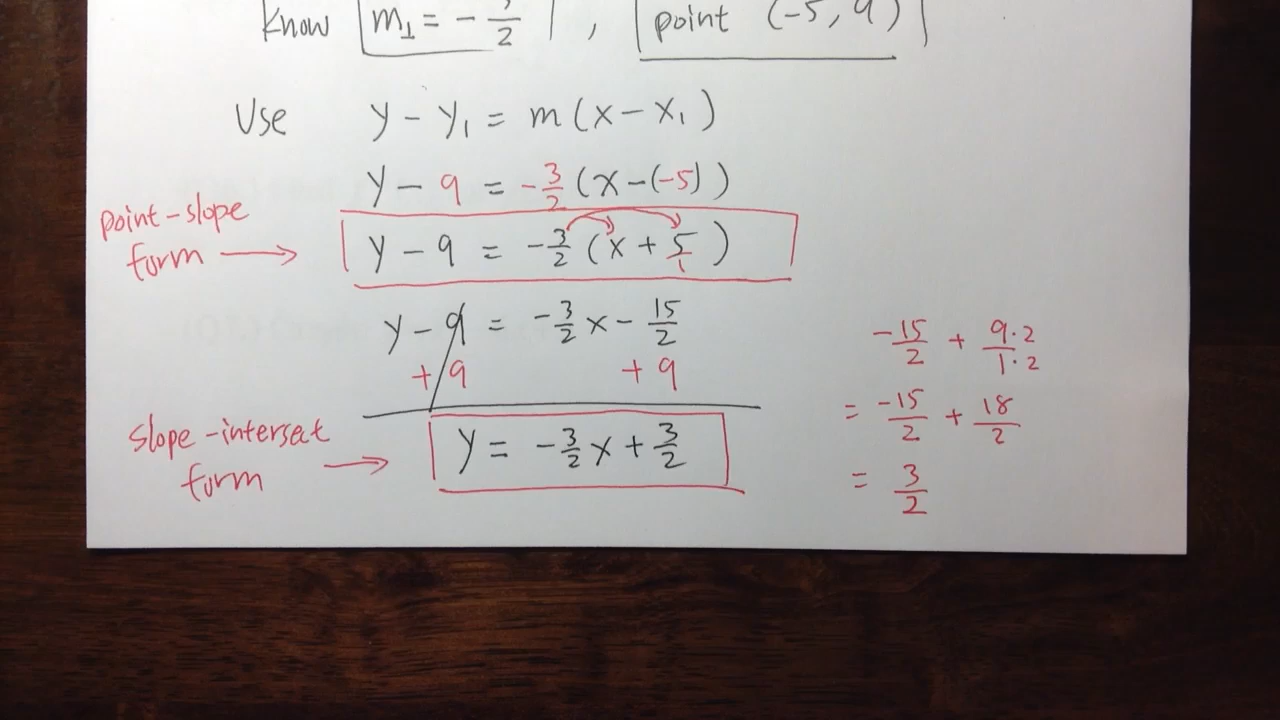 Know m⊥ = - 3/2 , point (-5, 9)
Use y - y₁ = m(x - x₁)
y - 9 = -3/2 (x - (-5))
point-slope form → y - 9 = -3/2 (x + 5/1)
y - 9 = -3/2 x - 15/2
+ 9 + 9
slope-intersect form → y = -3/2 x + 3/2
-15/2 + 9·2/1·2
= -15/2 + 18/2
= 3/2